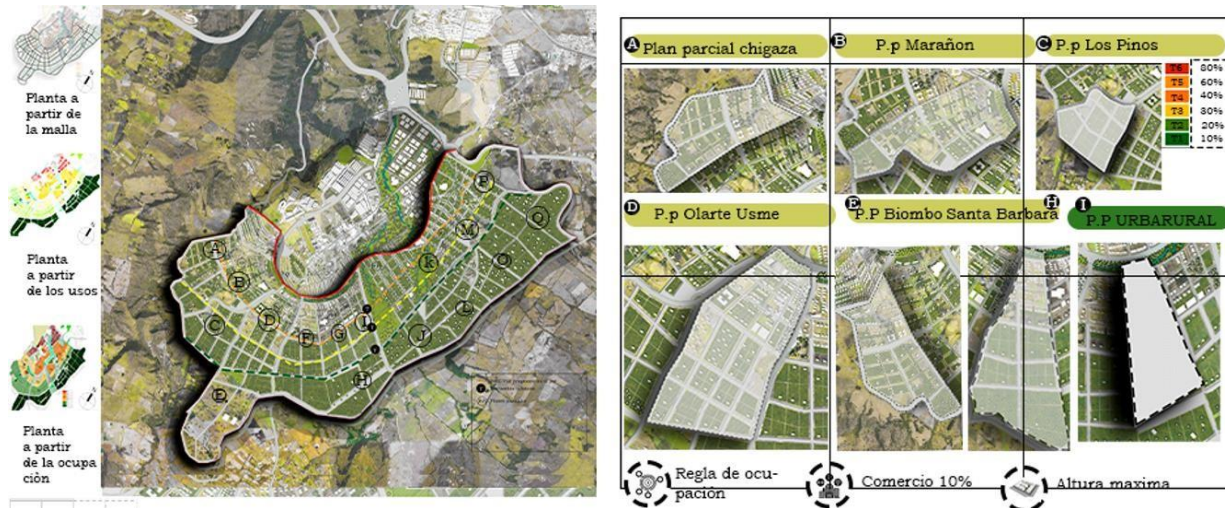 Planta a
partir de
la malla
Planta
a partir
de los usos
Planta
a partir
de la ocupa
ciòn
A
B
C
D
E
F
G
I
H
J
L
k
M
P
Q
O
A Plan parcial chigaza
B P.p Marañon
C P.p Los Pinos
T6 80%
T5 60%
T4 40%
T3 30%
T2 20%
T1 10%
D P.p Olarte Usme
E P.P Biombo Santa Barbara
H
I P.P URBARURAL
Regla de ocu-
pación
Comercio 10%
Altura maxima